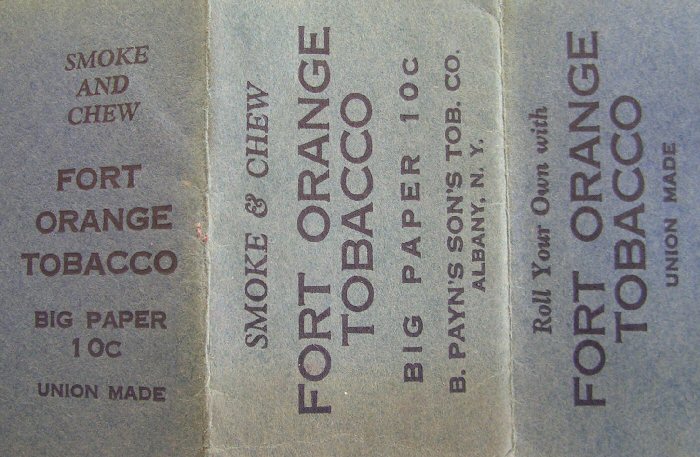 SMOKE
AND
CHEW
FORT
ORANGE
TOBACCO
BIG PAPER
10c
UNION MADE
SMOKE & CHEW
FORT ORANGE
TOBACCO
BIG PAPER 10c
B. PAYN'S SON'S TOB. CO.
ALBANY, N. Y.
Roll Your Own with
FORT ORANGE
TOBACCO
UNION MADE